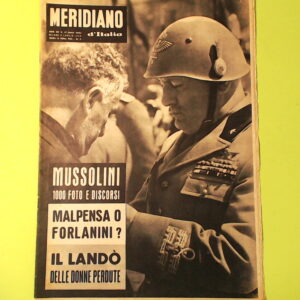 MERIDIANO
d'Italia
MUSSOLINI
1000 FOTO E DISCORSI
MALPENSA O
FORLANINI?
IL LANDÒ
DELLE DONNE PERDUTE